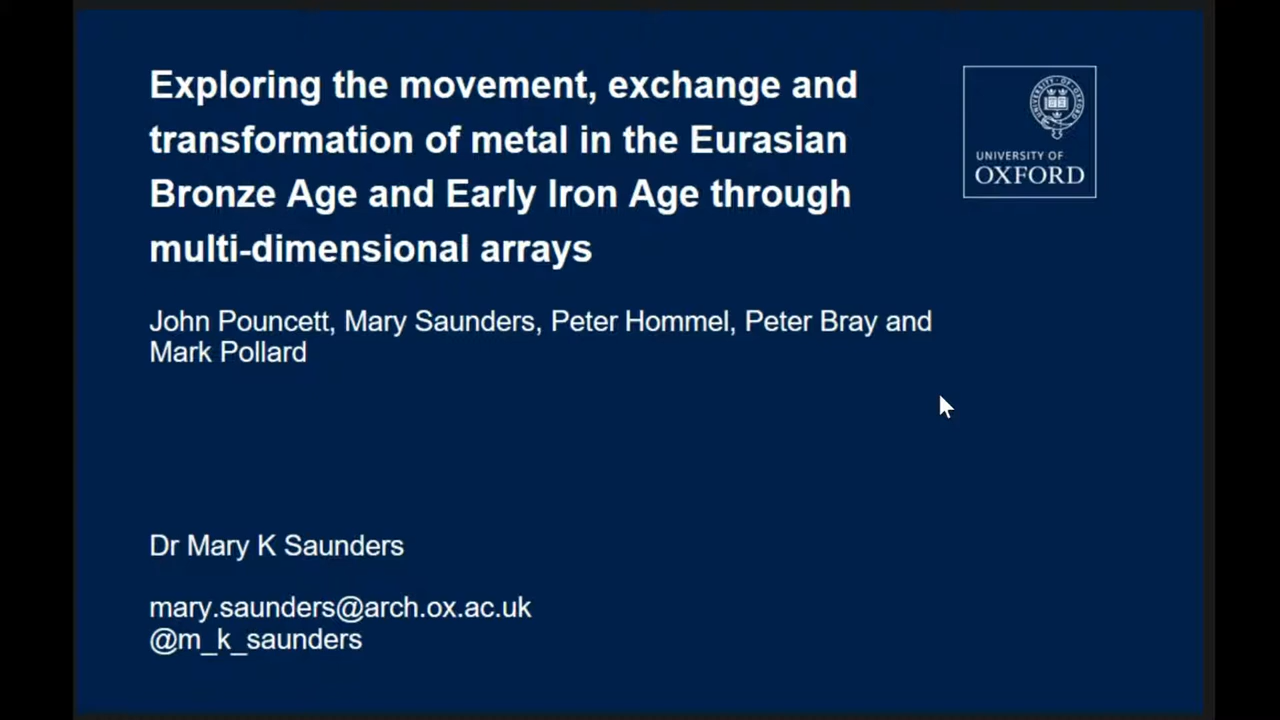 Exploring the movement, exchange and
transformation of metal in the Eurasian
Bronze Age and Early Iron Age through
multi-dimensional arrays
UNIVERSITY OF
OXFORD
John Pouncett, Mary Saunders, Peter Hommel, Peter Bray and
Mark Pollard
Dr Mary K Saunders
mary.saunders@arch.ox.ac.uk
@m_k_saunders